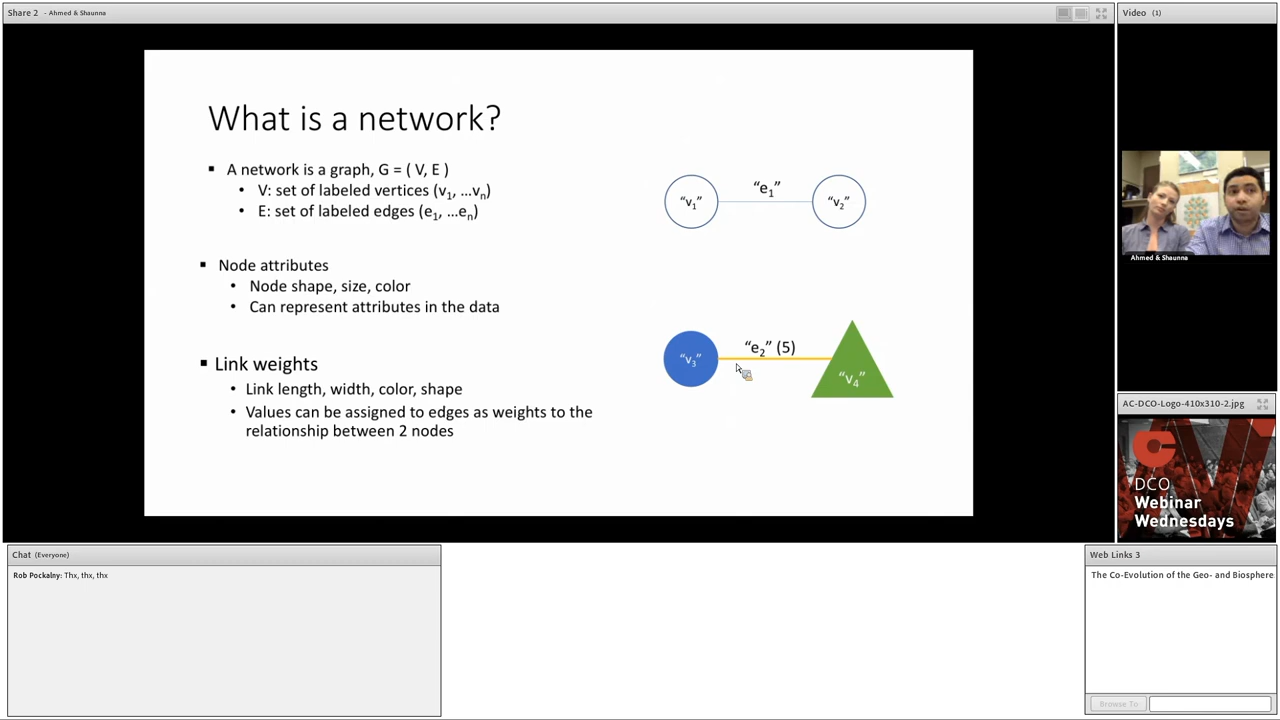 Share 2 - Ahmed & Shaunna
What is a network?
▪ A network is a graph, G = ( V, E )
• V: set of labeled vertices (v1, ...vn)
• E: set of labeled edges (e1, ...en)
▪ Node attributes
• Node shape, size, color
• Can represent attributes in the data
▪ Link weights
• Link length, width, color, shape
• Values can be assigned to edges as weights to the
relationship between 2 nodes
“v1”
“e1”
“v2”
“v3”
“e2” (5)
“v4”
Video (1)
Ahmed & Shaunna
AC-DCO-Logo-410x310-2.jpg
DCO
Webinar
Wednesdays
Chat (Everyone)
Rob Pockalny: Thx, thx, thx
Web Links 3
The Co-Evolution of the Geo- and Biosphere
Browse To